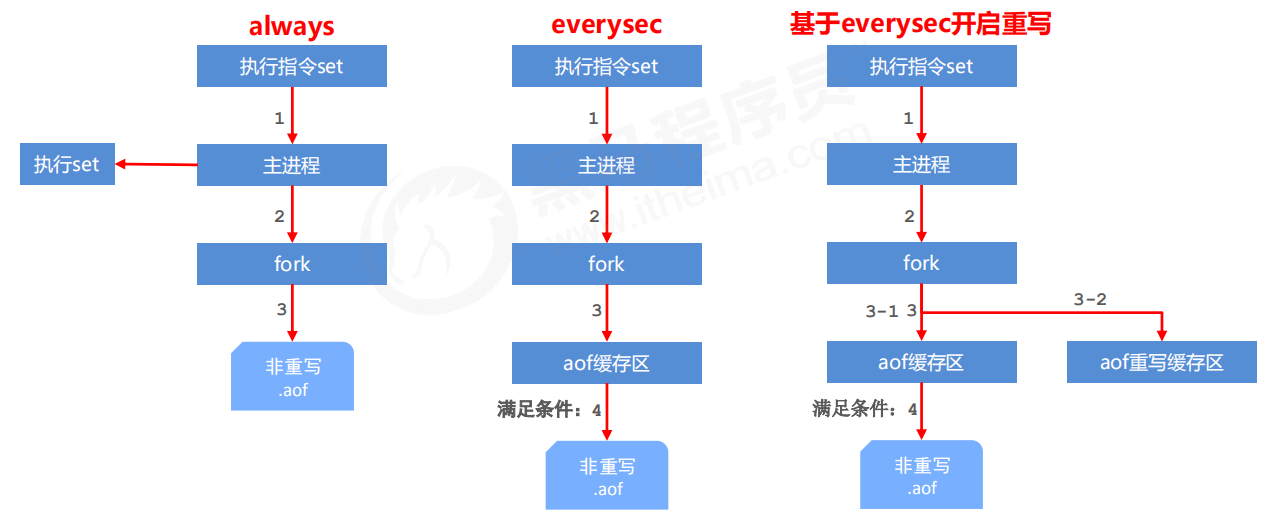 always
执行指令set
1
执行set
主进程
2
fork
3
非重写
.aof
everysec
执行指令set
1
主进程
2
fork
3
aof缓存区
满足条件：4
非重写
.aof
基于everysec开启重写
执行指令set
1
主进程
2
fork
3-1 3
3-2
aof缓存区
aof重写缓存区
满足条件：4
非重写
.aof
黑马程序员
www.itheima.com